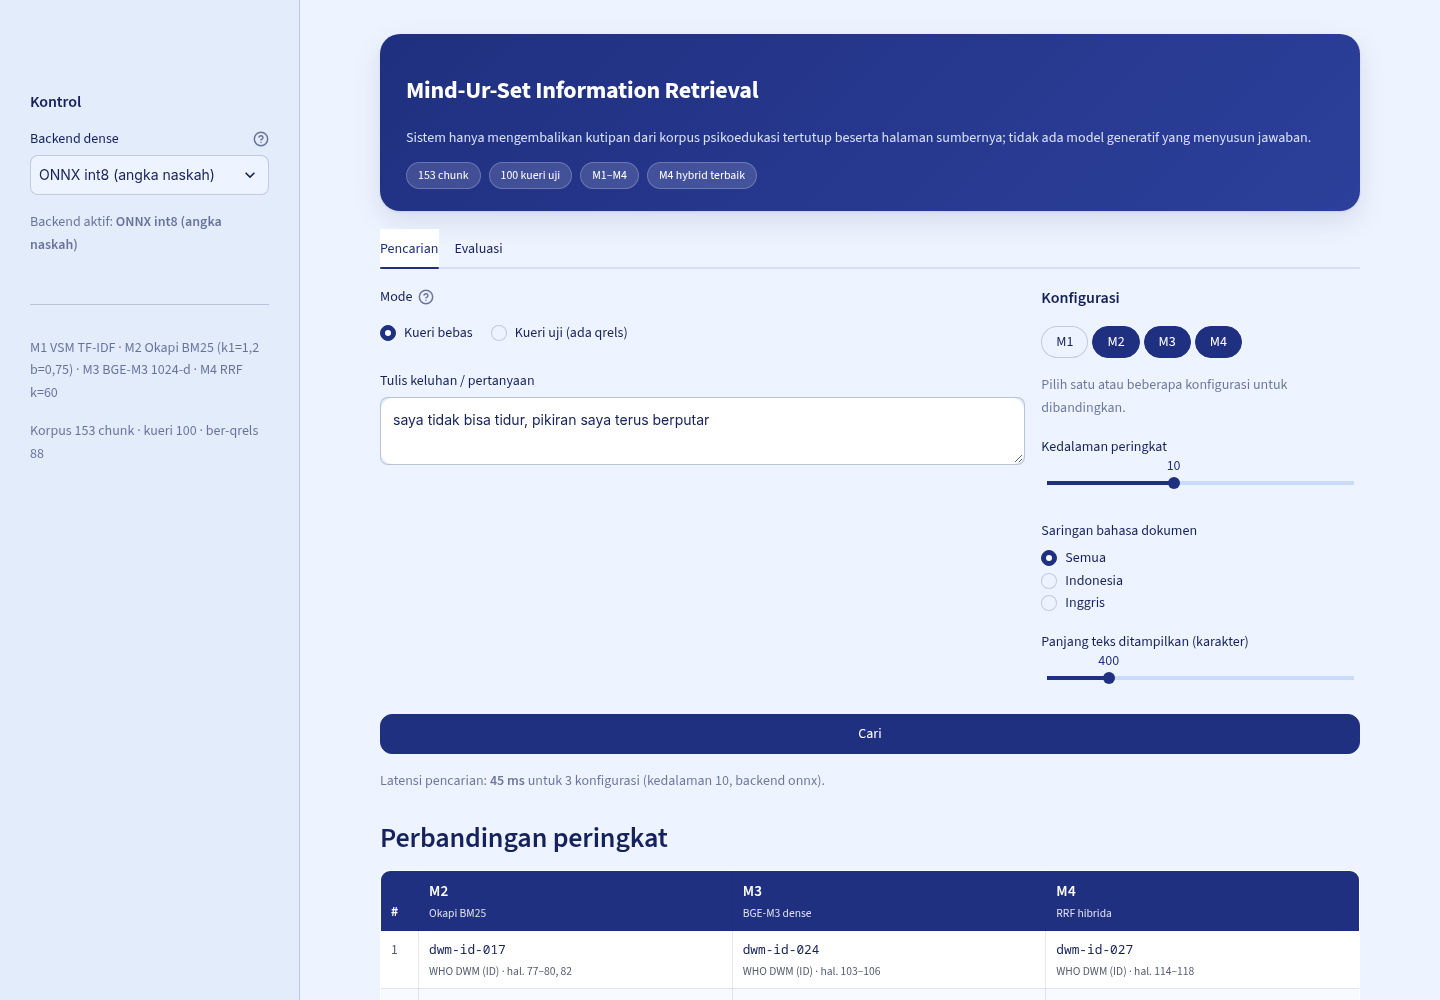 Kontrol
Backend dense
ONNX int8 (angka naskah)
Backend aktif: ONNX int8 (angka
naskah)
M1 VSM TF-IDF · M2 Okapi BM25 (k1=1,2
b=0,75) · M3 BGE-M3 1024-d · M4 RRF
k=60
Korpus 153 chunk · kueri 100 · ber-qrels
88
Mind-Ur-Set Information Retrieval
Sistem hanya mengembalikan kutipan dari korpus psikoedukasi tertutup beserta halaman sumbernya; tidak ada model generatif yang menyusun jawaban.
153 chunk
100 kueri uji
M1–M4
M4 hybrid terbaik
Pencarian
Evaluasi
Mode
Kueri bebas
Kueri uji (ada qrels)
Tulis keluhan / pertanyaan
saya tidak bisa tidur, pikiran saya terus berputar
Konfigurasi
M1
M2
M3
M4
Pilih satu atau beberapa konfigurasi untuk
dibandingkan.
Kedalaman peringkat
10
Saringan bahasa dokumen
Semua
Indonesia
Inggris
Panjang teks ditampilkan (karakter)
400
Cari
Latensi pencarian: 45 ms untuk 3 konfigurasi (kedalaman 10, backend onnx).
Perbandingan peringkat
# M2 M3 M4
Okapi BM25 BGE-M3 dense RRF hibrida
1 dwm-id-017 dwm-id-024 dwm-id-027
WHO DWM (ID) · hal. 77–80, 82 WHO DWM (ID) · hal. 103–106 WHO DWM (ID) · hal. 114–118